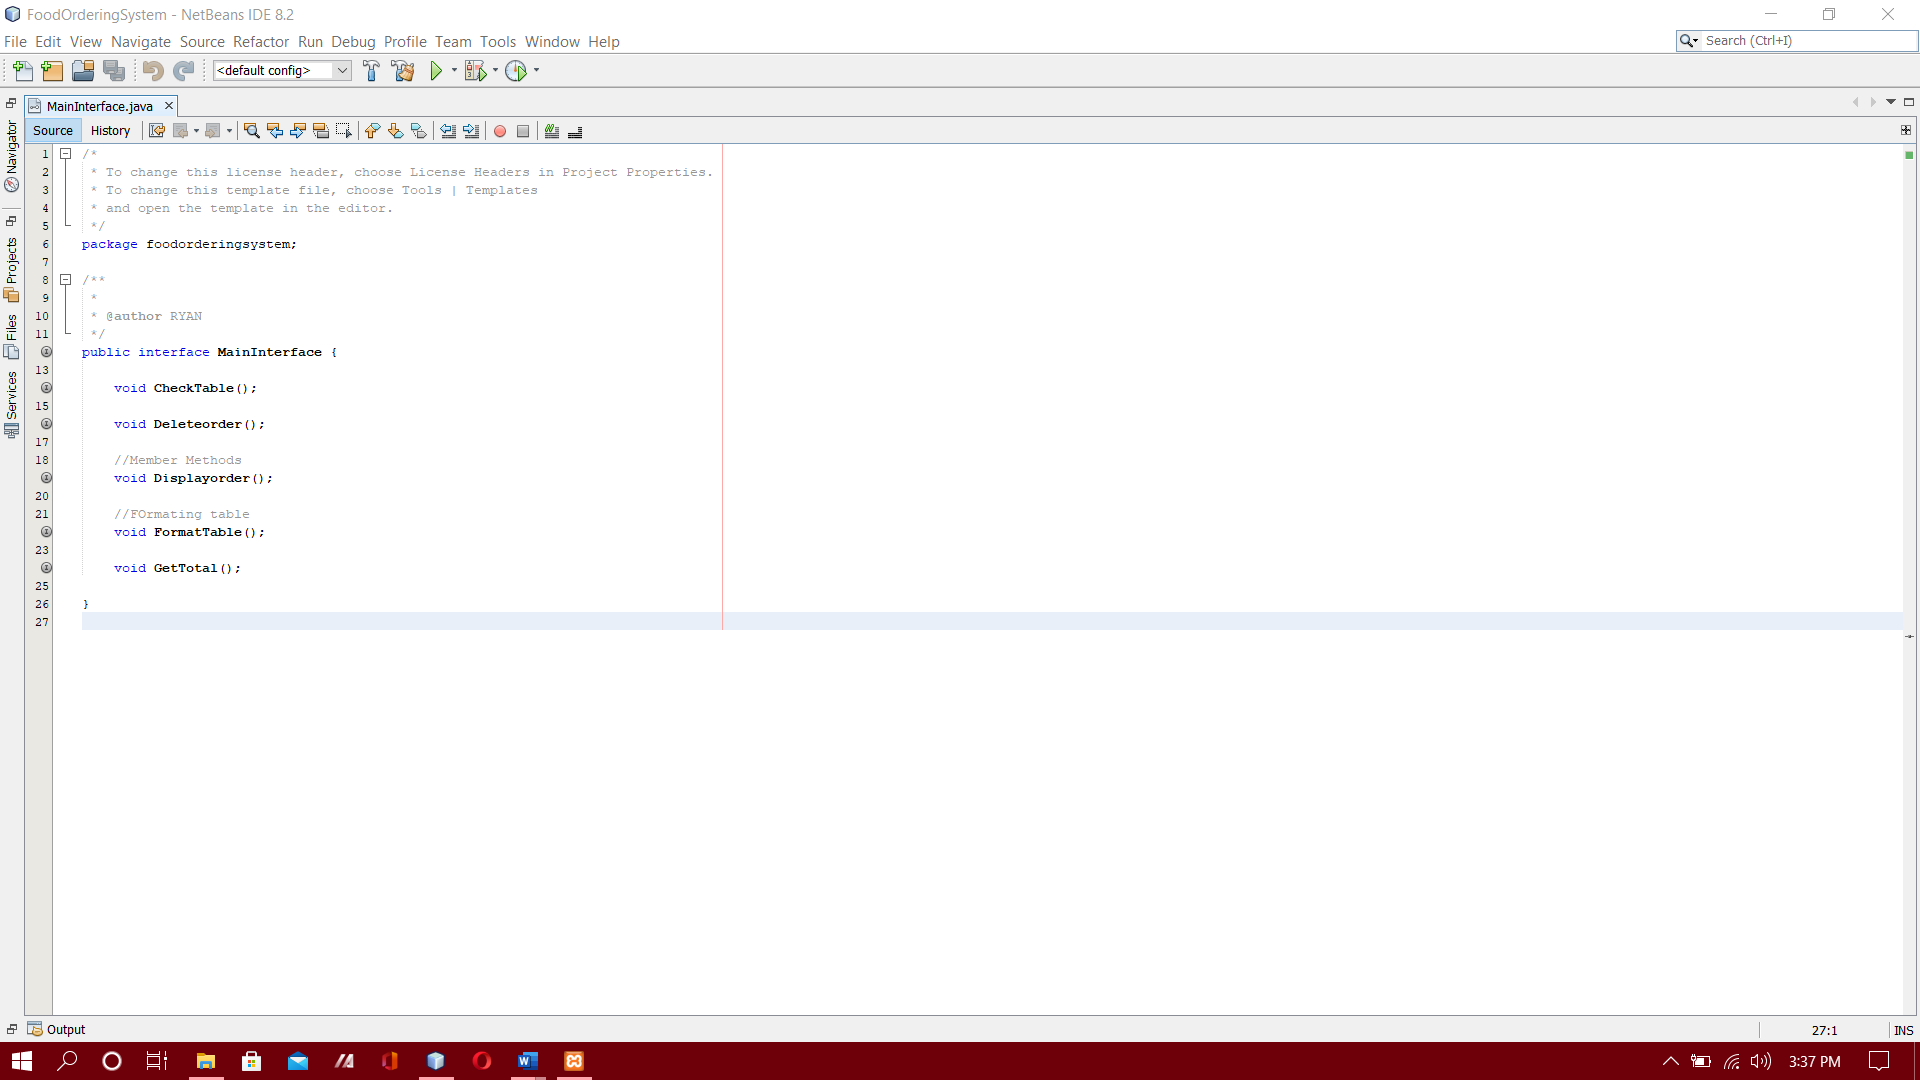 FoodOrderingSystem - NetBeans IDE 8.2
File Edit View Navigate Source Refactor Run Debug Profile Team Tools Window Help
Search (Ctrl+I)
<default config>
MainInterface.java
Source History
Navigator
Projects
Files
Services
1 /*
2 * To change this license header, choose License Headers in Project Properties.
3 * To change this template file, choose Tools | Templates
4 * and open the template in the editor.
5 */
6 package foodorderingsystem;
7
8 /**
9 *
10 * @author RYAN
11 */
public interface MainInterface {
13
void CheckTable();
15
void Deleteorder();
17
18 //Member Methods
void Displayorder();
20
21 //FOrmating table
void FormatTable();
23
void GetTotal();
25
26 }
27
Output
27:1 INS
3:37 PM